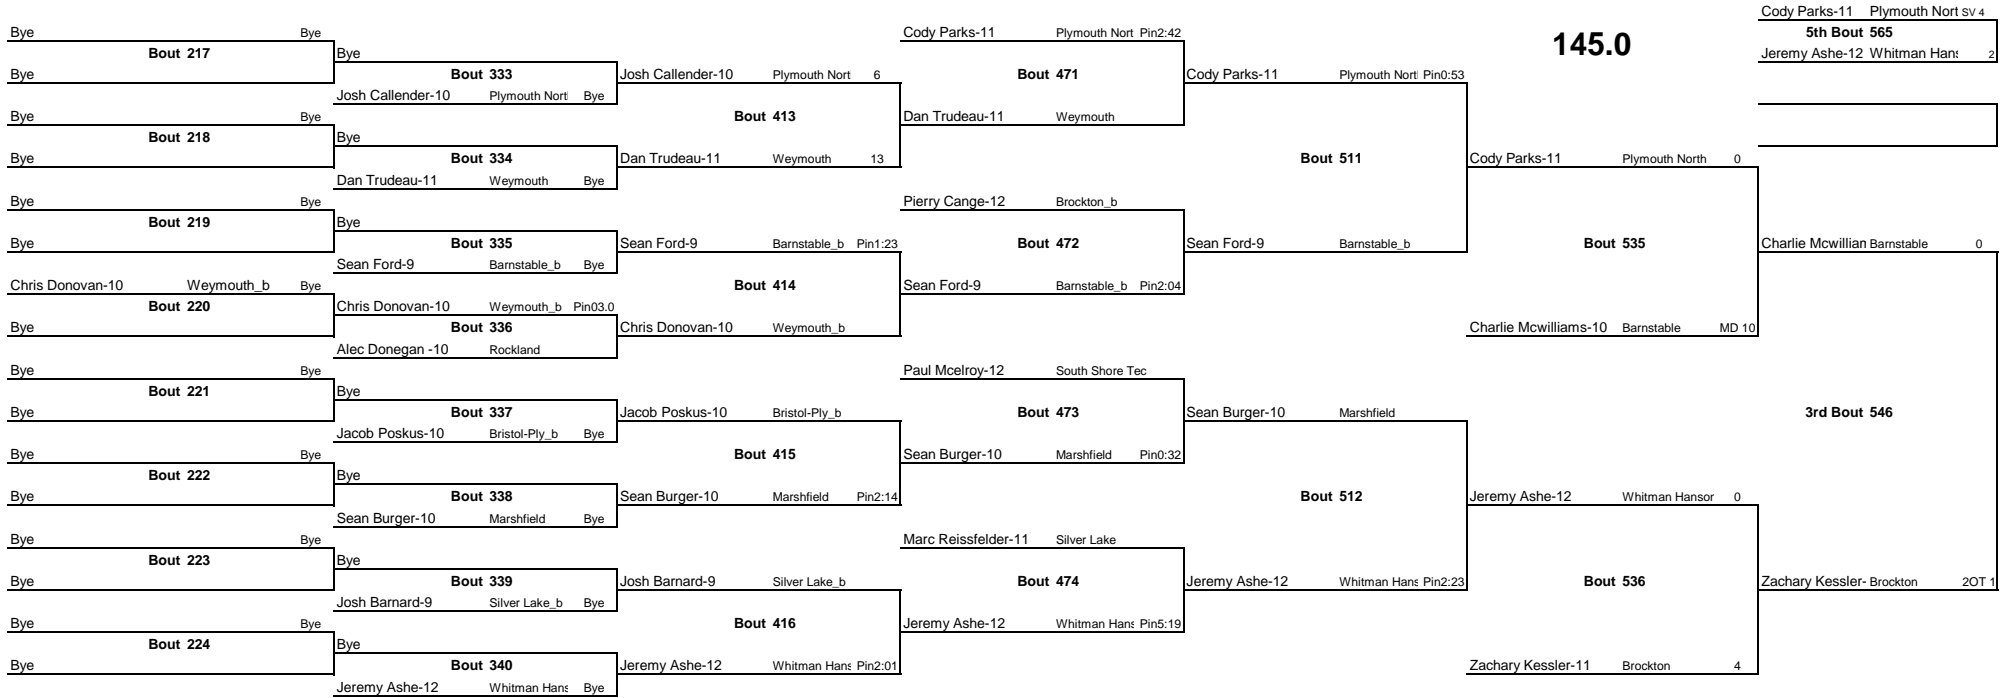 Cody Parks-11 Plymouth Nort SV 4
Bye Bye Cody Parks-11 Plymouth Nort Pin2:42 145.0 5th Bout 565
Bout 217 Bye Jeremy Ashe-12 Whitman Hans 2
Bye Bout 333 Josh Callender-10 Plymouth Nort 6 Bout 471 Cody Parks-11 Plymouth Nort Pin0:53
Josh Callender-10 Plymouth Nort Bye
Bye Bye Bout 413 Dan Trudeau-11 Weymouth
Bout 218 Bye
Bye Bout 334 Dan Trudeau-11 Weymouth 13 Bout 511 Cody Parks-11 Plymouth North 0
Dan Trudeau-11 Weymouth Bye
Bye Bye Pierry Cange-12 Brockton_b
Bout 219 Bye
Bye Bout 335 Sean Ford-9 Barnstable_b Pin1:23 Bout 472 Sean Ford-9 Barnstable_b Bout 535 Charlie Mcwillian Barnstable 0
Sean Ford-9 Barnstable_b Bye
Chris Donovan-10 Weymouth_b Bye Bout 414 Sean Ford-9 Barnstable_b Pin2:04
Bout 220 Chris Donovan-10 Weymouth_b Pin03.0
Bye Bout 336 Chris Donovan-10 Weymouth_b Charlie Mcwilliams-10 Barnstable MD 10
Alec Donegan -10 Rockland
Bye Bye Paul Mcelroy-12 South Shore Tec
Bout 221 Bye
Bye Bout 337 Jacob Poskus-10 Bristol-Ply_b Bout 473 Sean Burger-10 Marshfield 3rd Bout 546
Jacob Poskus-10 Bristol-Ply_b Bye
Bye Bout 415 Sean Burger-10 Marshfield Pin0:32
Bye
Bout 222 Bye
Bye Bout 338 Sean Burger-10 Marshfield Pin2:14 Bout 512 Jeremy Ashe-12 Whitman Hansor 0
Sean Burger-10 Marshfield Bye
Bye Bye Marc Reissfelder-11 Silver Lake
Bout 223 Bye
Bye Bout 339 Josh Barnard-9 Silver Lake_b Bout 474 Jeremy Ashe-12 Whitman Hans Pin2:23 Bout 536 Zachary Kessler- Brockton 2OT 1
Josh Barnard-9 Silver Lake_b Bye
Bye Bye Bout 416 Jeremy Ashe-12 Whitman Hans Pin5:19
Bout 224 Bye
Bye Bout 340 Jeremy Ashe-12 Whitman Hans Pin2:01 Zachary Kessler-11 Brockton 4
Jeremy Ashe-12 Whitman Hans Bye